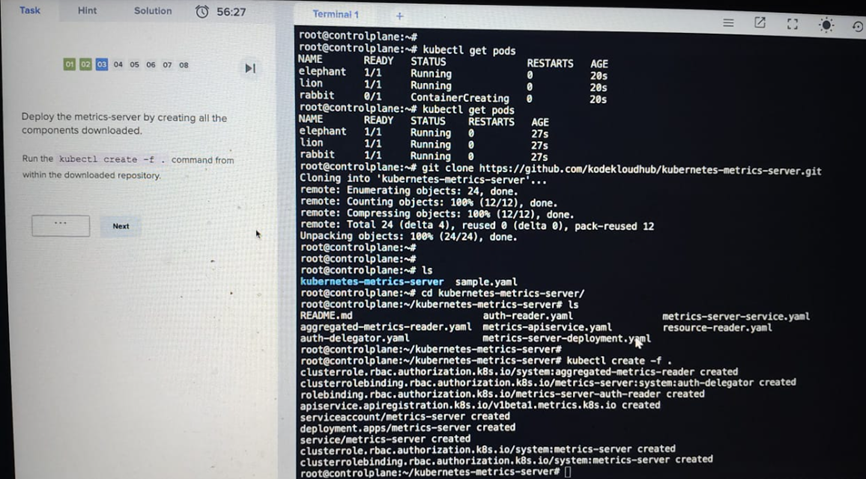 Task Hint Solution 56:27
01 02 03 04 05 06 07 08
Deploy the metrics-server by creating all the
components downloaded.
Run the kubectl create -f . command from
within the downloaded repository.
... Next
Terminal 1 +
root@controlplane:~#
root@controlplane:~# kubectl get pods
NAME READY STATUS RESTARTS AGE
elephant 1/1 Running 0 20s
lion 1/1 Running 0 20s
rabbit 0/1 ContainerCreating 0 20s
root@controlplane:~# kubectl get pods
NAME READY STATUS RESTARTS AGE
elephant 1/1 Running 0 27s
lion 1/1 Running 0 27s
rabbit 1/1 Running 0 27s
root@controlplane:~# git clone https://github.com/kodekloudhub/kubernetes-metrics-server.git
Cloning into 'kubernetes-metrics-server'...
remote: Enumerating objects: 24, done.
remote: Counting objects: 100% (12/12), done.
remote: Compressing objects: 100% (12/12), done.
remote: Total 24 (delta 4), reused 0 (delta 0), pack-reused 12
Unpacking objects: 100% (24/24), done.
root@controlplane:~#
root@controlplane:~#
root@controlplane:~# ls
kubernetes-metrics-server sample.yaml
root@controlplane:~# cd kubernetes-metrics-server/
root@controlplane:~/kubernetes-metrics-server# ls
README.md auth-reader.yaml metrics-server-service.yaml
aggregated-metrics-reader.yaml metrics-apiservice.yaml resource-reader.yaml
auth-delegator.yaml metrics-server-deployment.yaml
root@controlplane:~/kubernetes-metrics-server#
root@controlplane:~/kubernetes-metrics-server# kubectl create -f .
clusterrole.rbac.authorization.k8s.io/system:aggregated-metrics-reader created
clusterrolebinding.rbac.authorization.k8s.io/metrics-server:system:auth-delegator created
rolebinding.rbac.authorization.k8s.io/metrics-server-auth-reader created
apiservice.apiregistration.k8s.io/v1beta1.metrics.k8s.io created
serviceaccount/metrics-server created
deployment.apps/metrics-server created
service/metrics-server created
clusterrole.rbac.authorization.k8s.io/system:metrics-server created
clusterrolebinding.rbac.authorization.k8s.io/system:metrics-server created
root@controlplane:~/kubernetes-metrics-server#